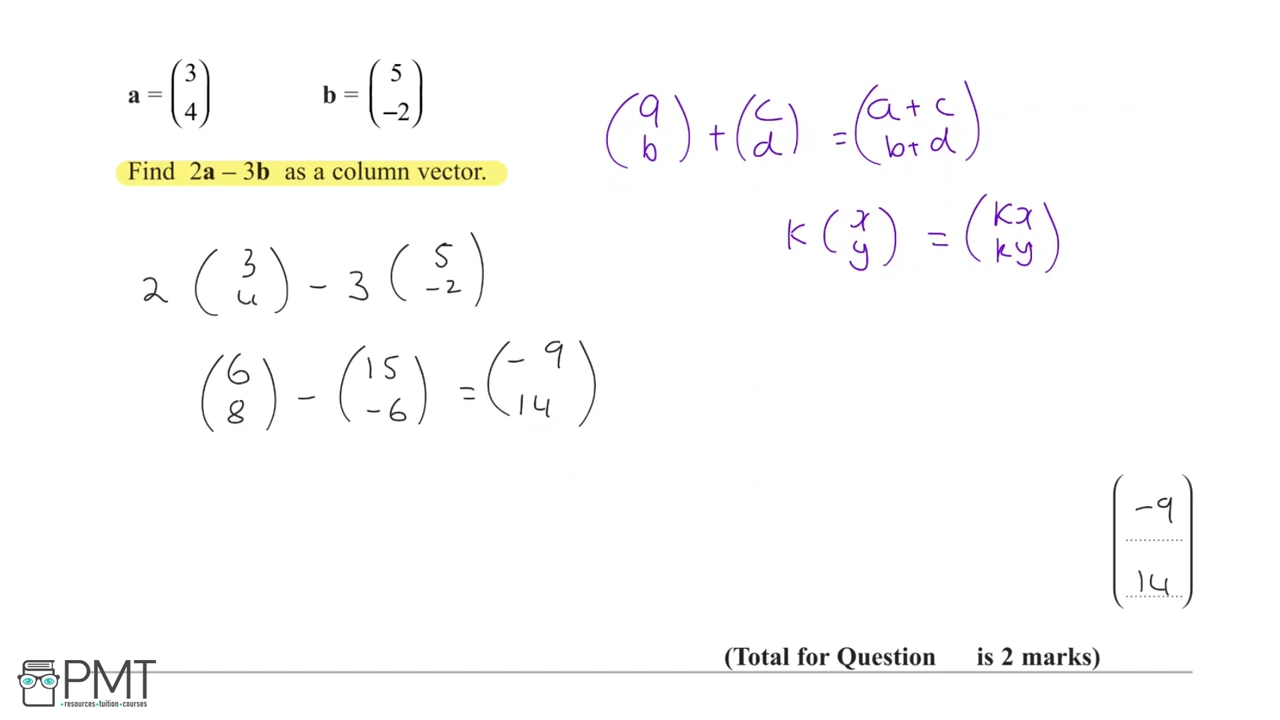 a = (3 4) b = (5 −2)
Find 2a – 3b as a column vector.
(a b) + (c d) = (a+c b+d)
k (x y) = (kx ky)
2 (3 4) - 3 (5 -2)
(6 8) - (15 -6) = (-9 14)
(-9 14)
(Total for Question is 2 marks)
PMT
•resources•tuition•courses